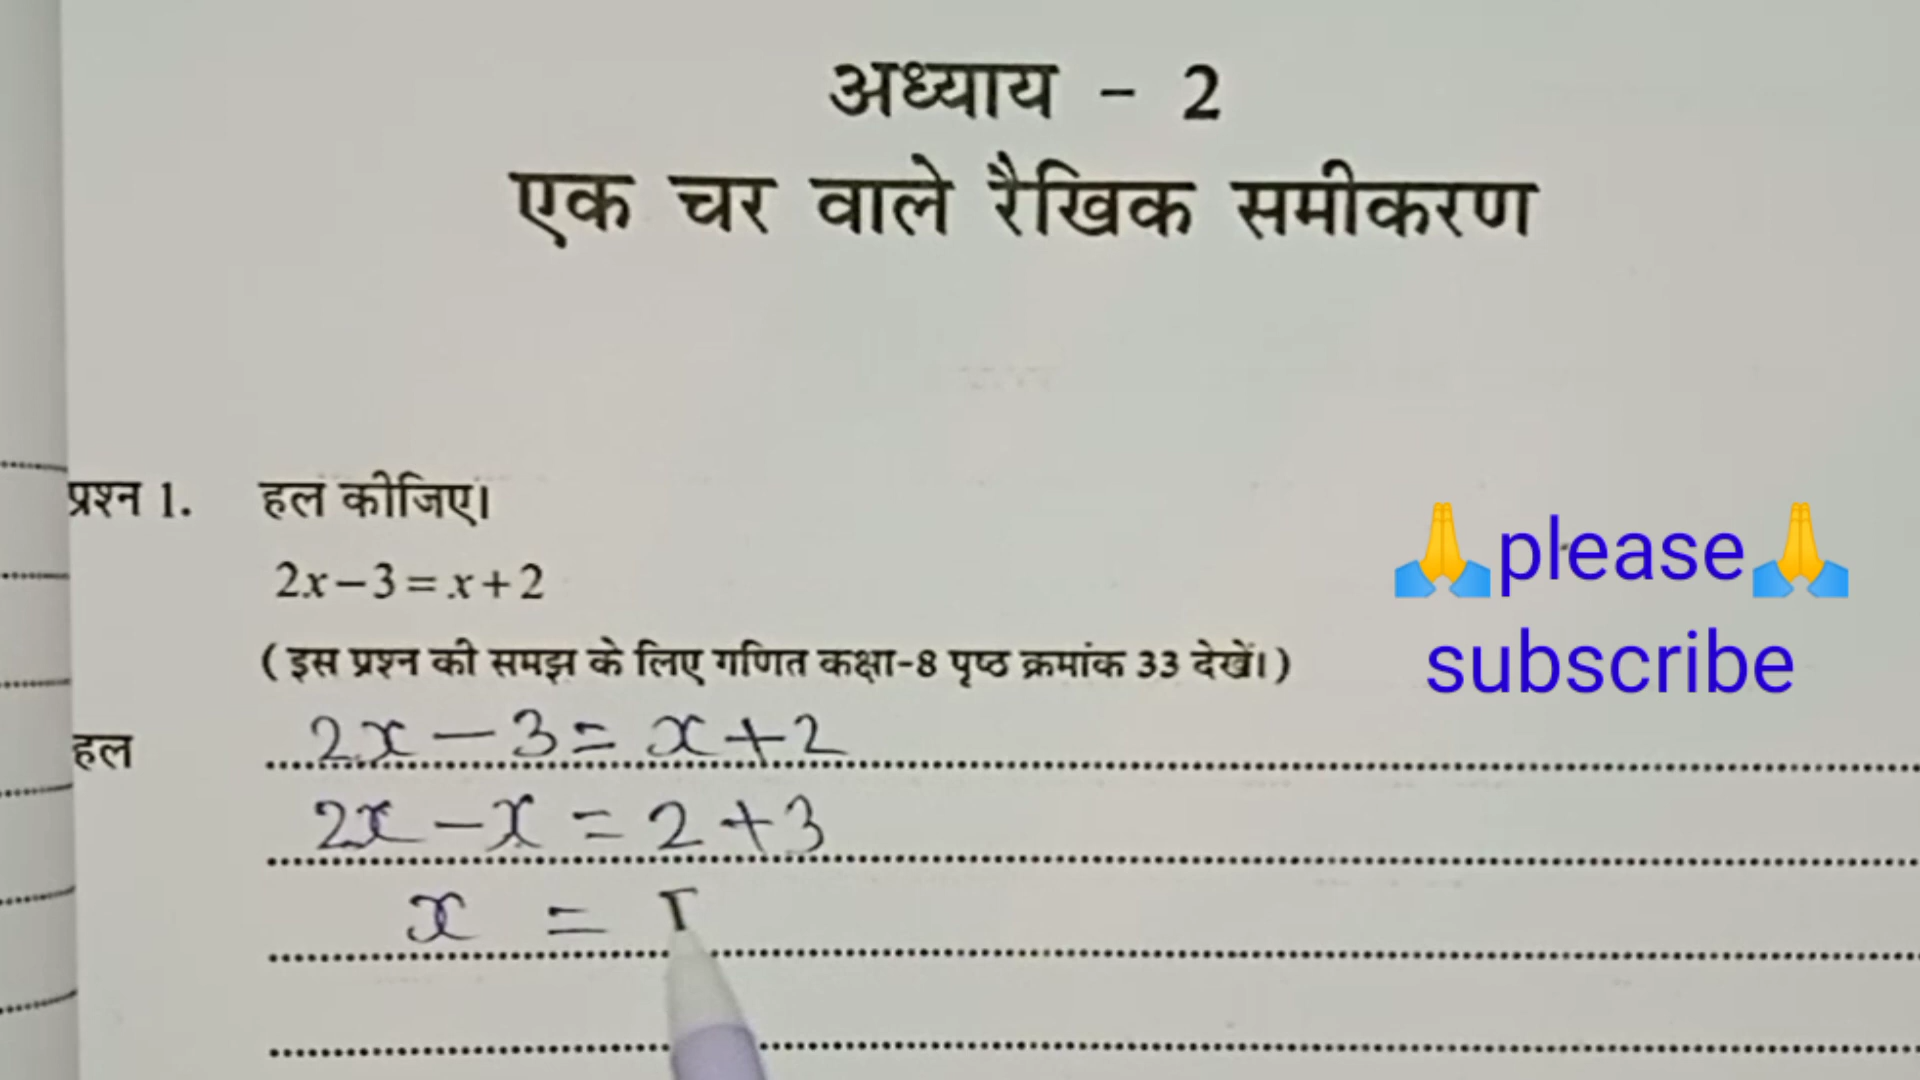 अध्याय - 2
एक चर वाले रैखिक समीकरण
प्रश्न 1. हल कीजिए।
2x-3=x+2
(इस प्रश्न की समझ के लिए गणित कक्षा-8 पृष्ठ क्रमांक 33 देखें।)
🙏please🙏
subscribe
हल 2x-3=x+2
2x-x=2+3
x =